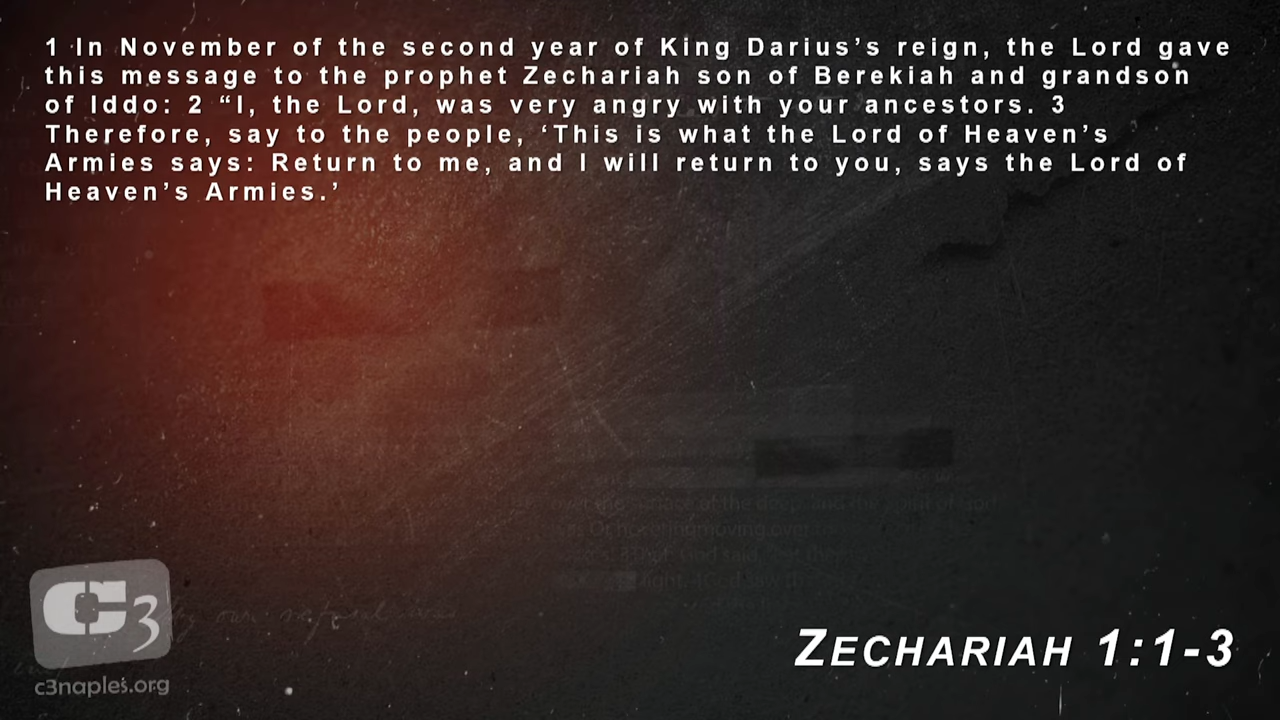 1 In November of the second year of King Darius’s reign, the Lord gave
this message to the prophet Zechariah son of Berekiah and grandson
of Iddo: 2 “I, the Lord, was very angry with your ancestors. 3
Therefore, say to the people, ‘This is what the Lord of Heaven’s
Armies says: Return to me, and I will return to you, says the Lord of
Heaven’s Armies.’
C3
c3naples.org
Zechariah 1:1-3